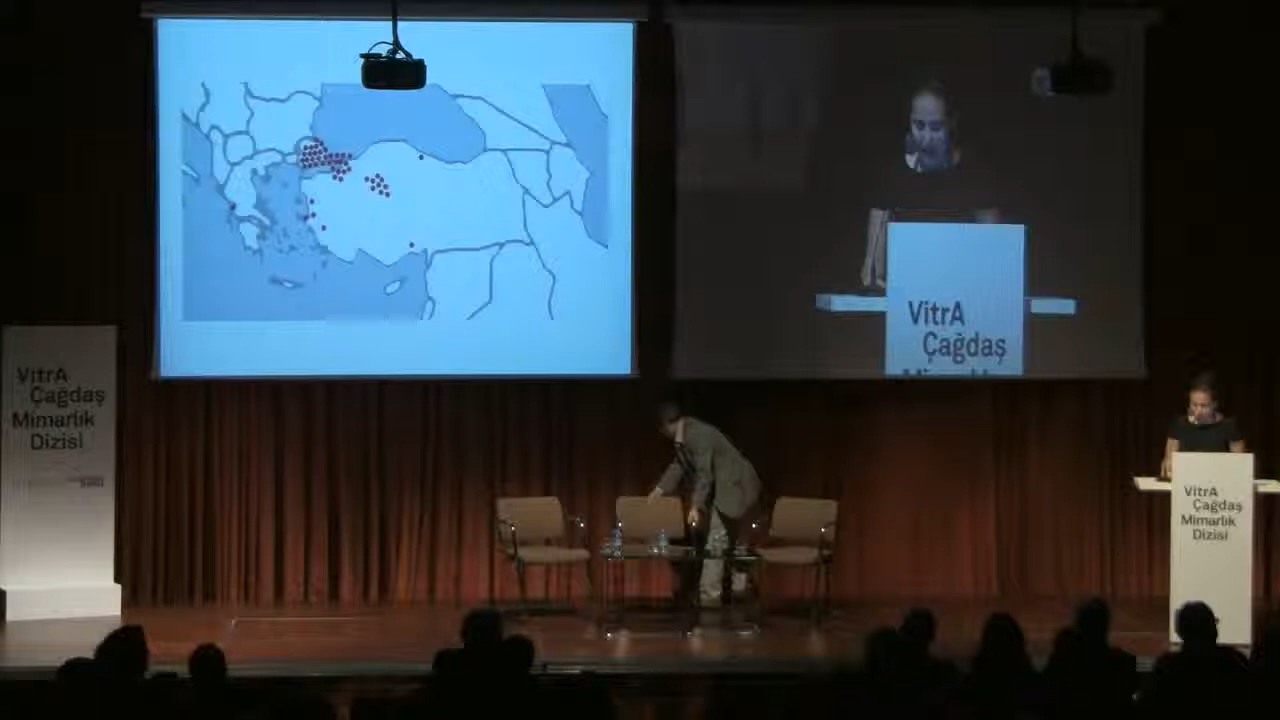 VitrA
Çağdaş
VitrA
Çağdaş
Mimarlık
Dizisi
VitrA
Çağdaş
Mimarlık
Dizisi